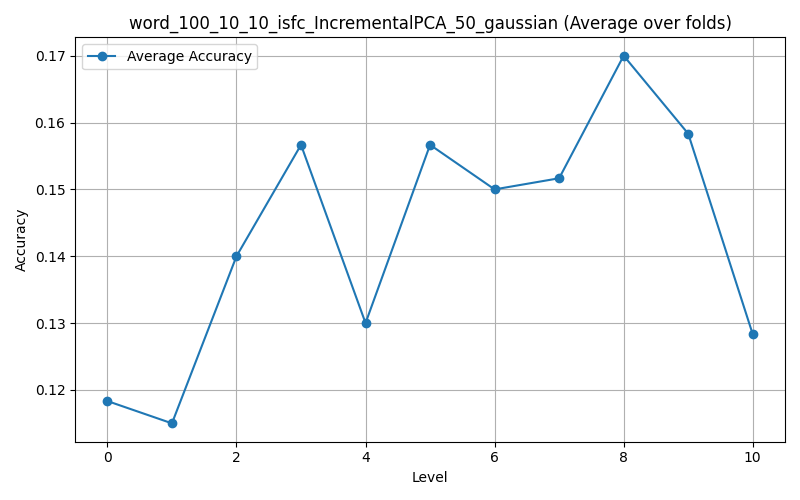 word_100_10_10_isfc_IncrementalPCA_50_gaussian (Average over folds)
Average Accuracy
0.17
0.16
0.15
0.14
0.13
0.12
Accuracy
0 2 4 6 8 10
Level